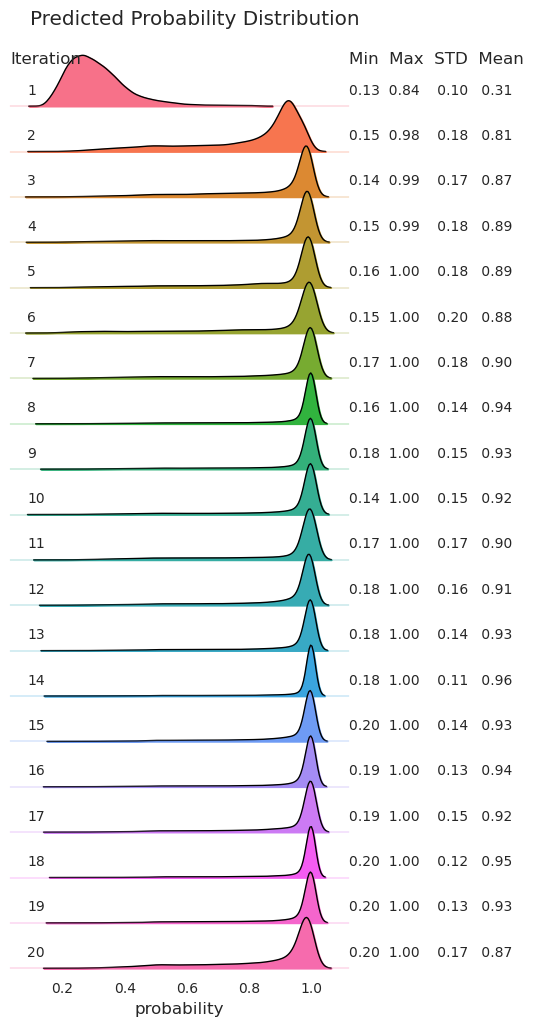 Predicted Probability Distribution
Iteration Min Max STD Mean
1 0.13 0.84 0.10 0.31
2 0.15 0.98 0.18 0.81
3 0.14 0.99 0.17 0.87
4 0.15 0.99 0.18 0.89
5 0.16 1.00 0.18 0.89
6 0.15 1.00 0.20 0.88
7 0.17 1.00 0.18 0.90
8 0.16 1.00 0.14 0.94
9 0.18 1.00 0.15 0.93
10 0.14 1.00 0.15 0.92
11 0.17 1.00 0.17 0.90
12 0.18 1.00 0.16 0.91
13 0.18 1.00 0.14 0.93
14 0.18 1.00 0.11 0.96
15 0.20 1.00 0.14 0.93
16 0.19 1.00 0.13 0.94
17 0.19 1.00 0.15 0.92
18 0.20 1.00 0.12 0.95
19 0.20 1.00 0.13 0.93
20 0.20 1.00 0.17 0.87
0.2 0.4 0.6 0.8 1.0
probability